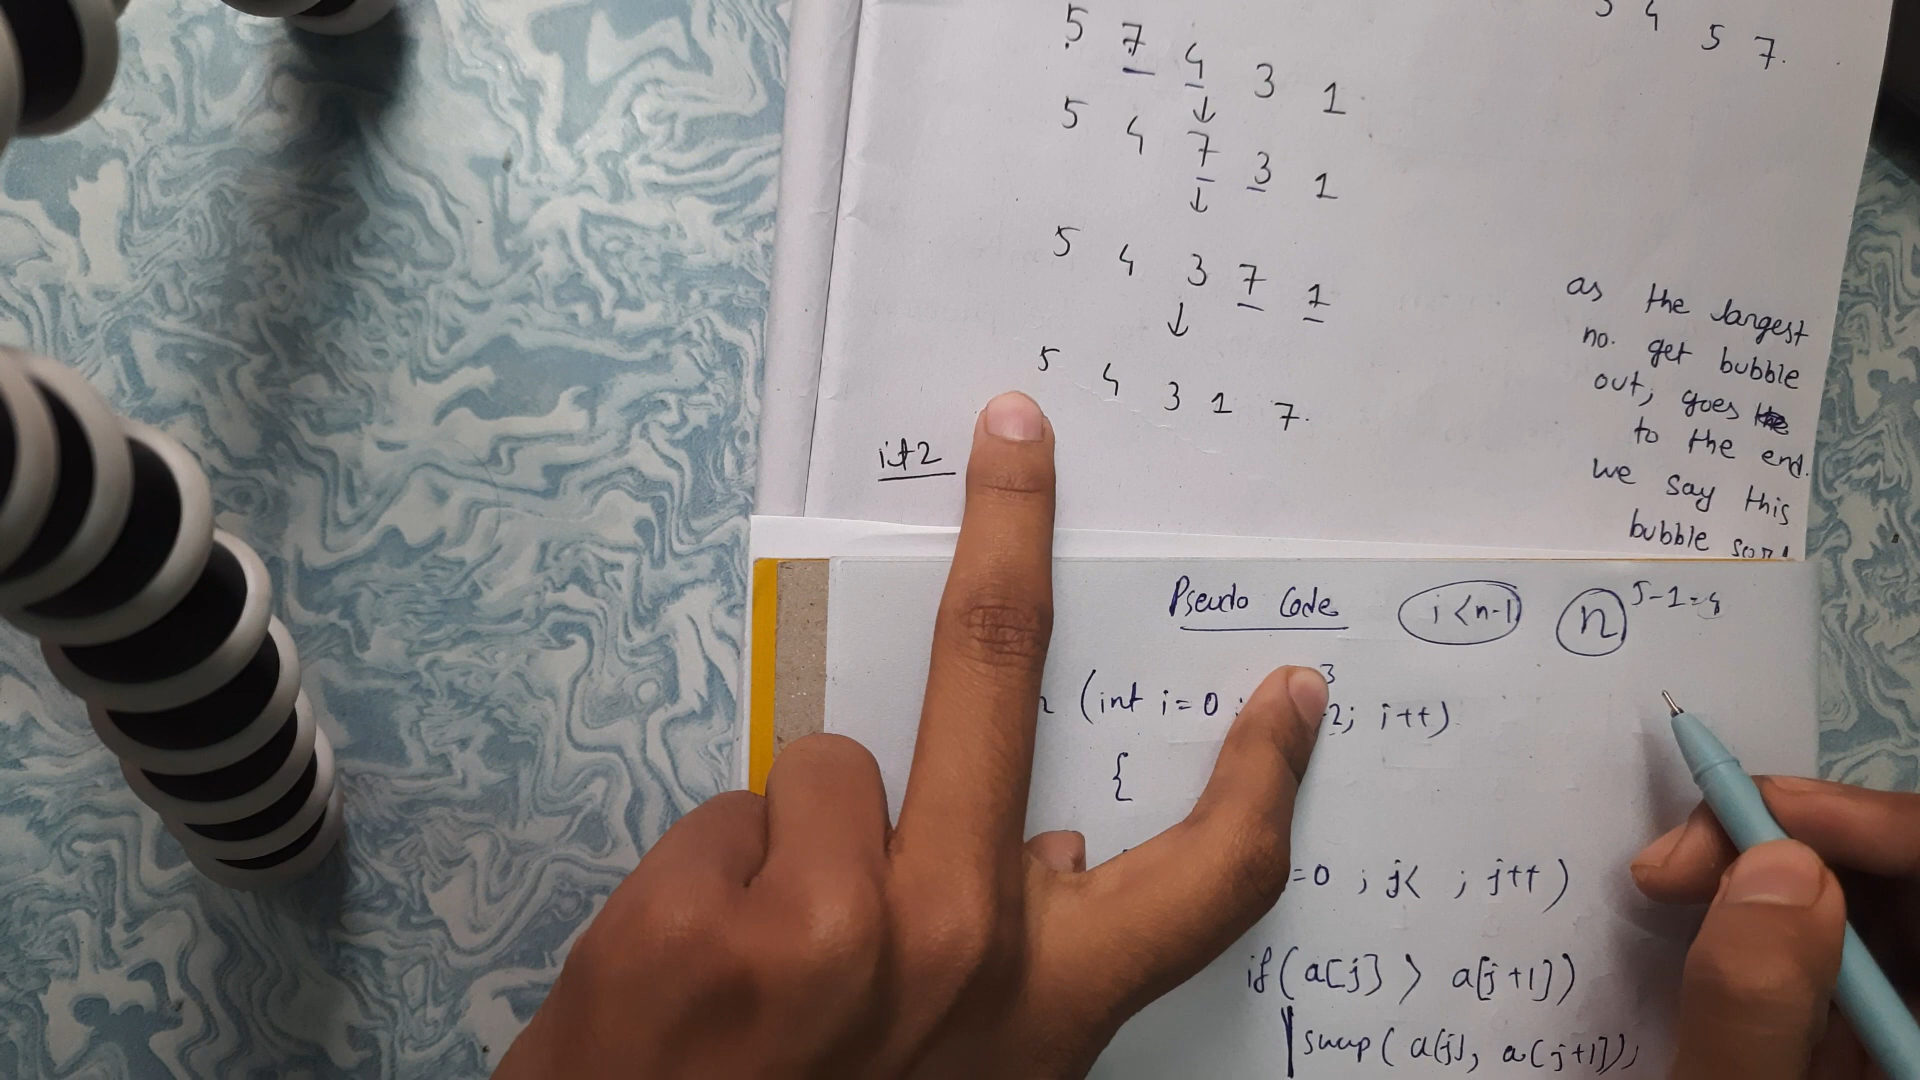 5 4 5 7.
5 7 4 3 1
5 4 7 3 1
5 4 3 7 1
5 4 3 1 7.
it2
as the largest
no. get bubble
out, goes
to the end.
we say this
bubble sort
Pseudo Code i<n-1 n 5-1=4
3
(int i=0 ; 2; i++)
{
=0 ; j< ; j++)
if(a[j] > a[j+1])
swap(a[j], a[j+1]);